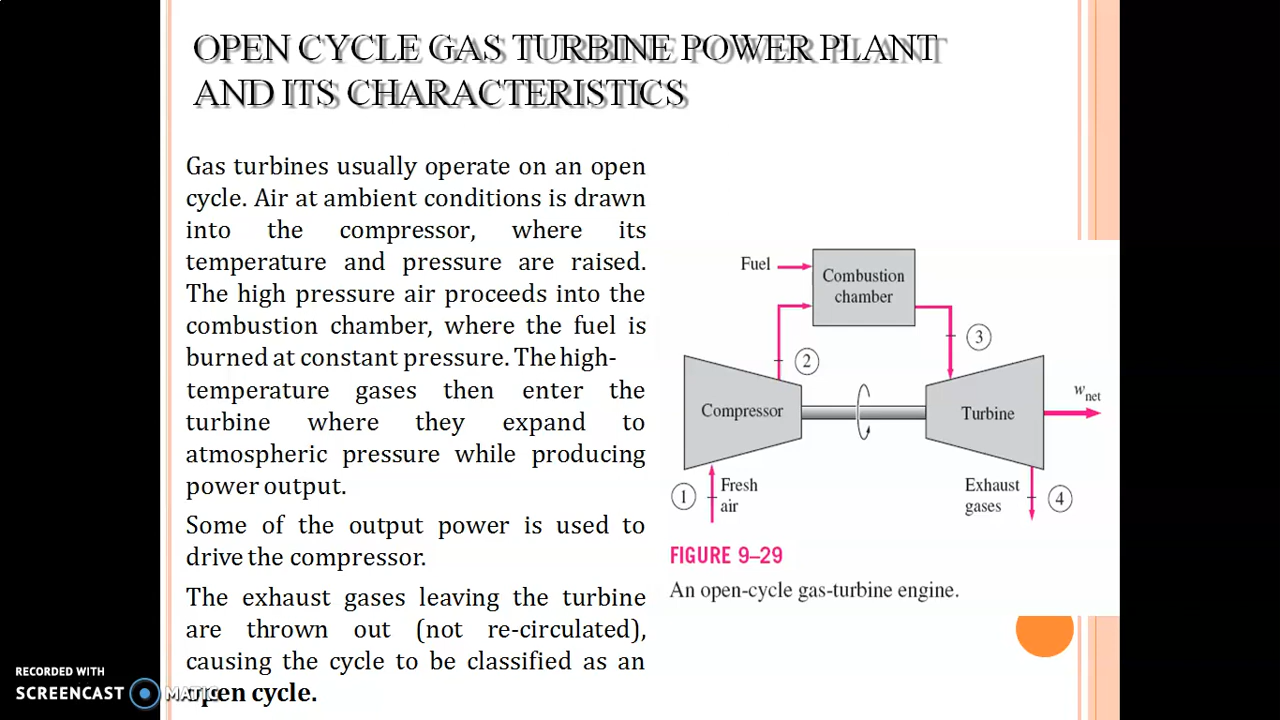 OPEN CYCLE GAS TURBINE POWER PLANT
AND ITS CHARACTERISTICS
Gas turbines usually operate on an open
cycle. Air at ambient conditions is drawn
into the compressor, where its
temperature and pressure are raised.
The high pressure air proceeds into the
combustion chamber, where the fuel is
burned at constant pressure. The high-
temperature gases then enter the
turbine where they expand to
atmospheric pressure while producing
power output.
Some of the output power is used to
drive the compressor.
The exhaust gases leaving the turbine
are thrown out (not re-circulated),
causing the cycle to be classified as an
open cycle.
Fuel
Combustion
chamber
2
3
Compressor
Turbine
wnet
1
Fresh
air
Exhaust
gases
4
FIGURE 9–29
An open-cycle gas-turbine engine.
RECORDED WITH
SCREENCAST MATIC